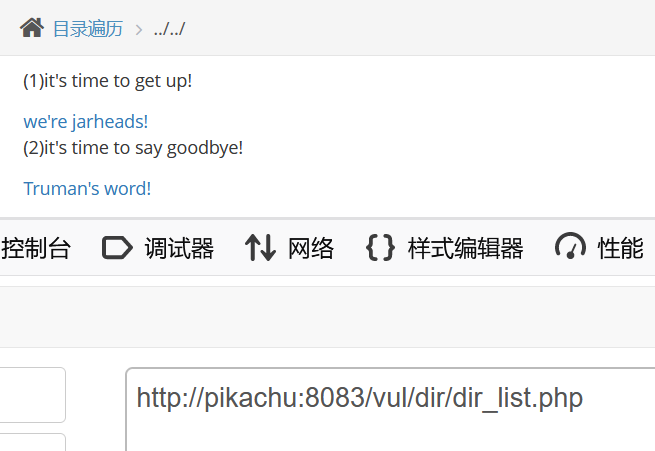 目录遍历 > ../../
(1)it's time to get up!
we're jarheads!
(2)it's time to say goodbye!
Truman's word!
控制台 调试器 网络 {} 样式编辑器 性能
http://pikachu:8083/vul/dir/dir_list.php